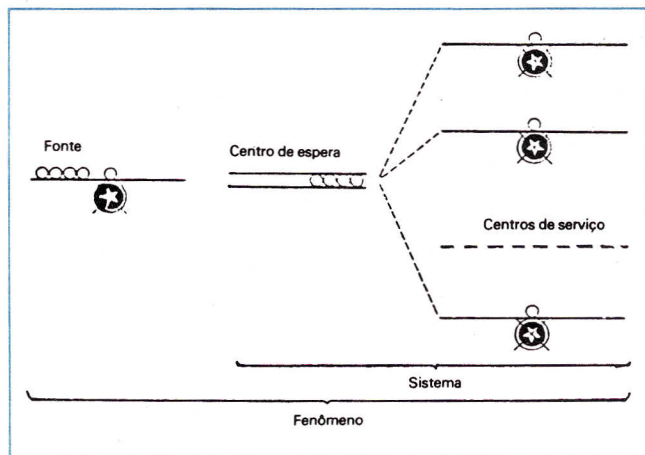 Fonte
Centro de espera
Centros de serviço
Sistema
Fenômeno